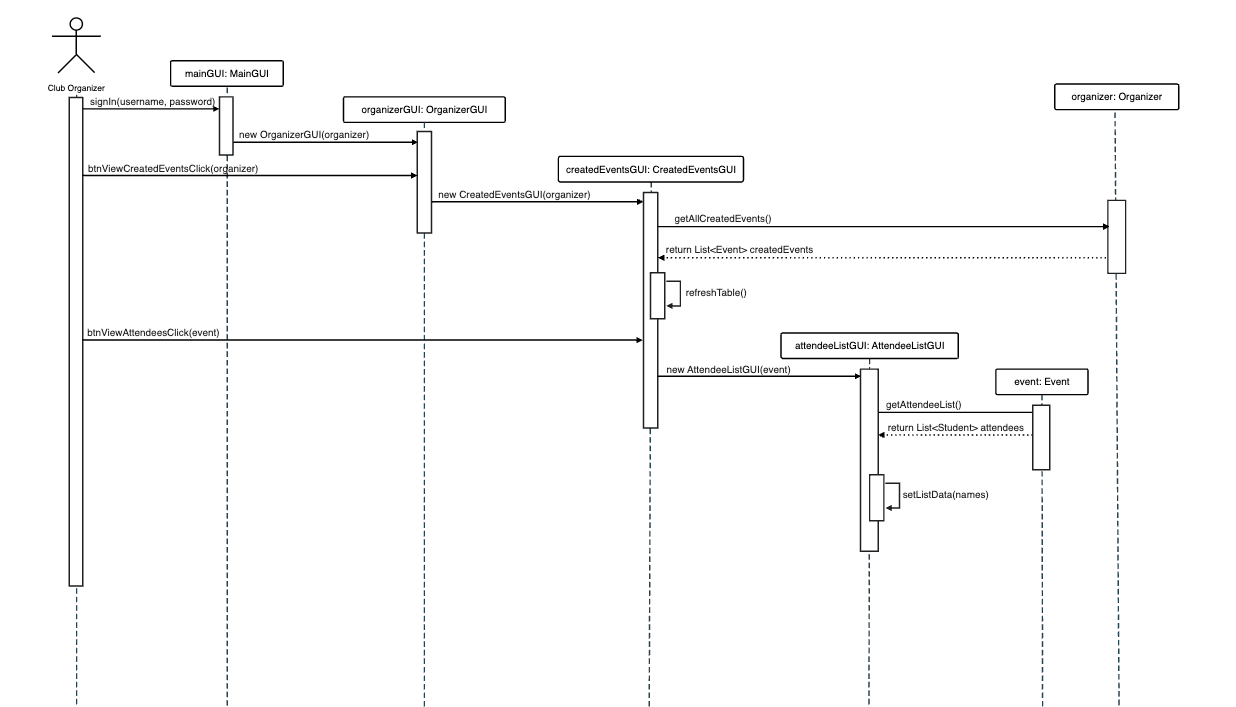 Club Organizer
mainGUI: MainGUI
organizerGUI: OrganizerGUI
organizer: Organizer
signIn(username, password)
new OrganizerGUI(organizer)
btnViewCreatedEventsClick(organizer)
createdEventsGUI: CreatedEventsGUI
new CreatedEventsGUI(organizer)
getAllCreatedEvents()
return List<Event> createdEvents
refreshTable()
btnViewAttendeesClick(event)
attendeeListGUI: AttendeeListGUI
new AttendeeListGUI(event)
event: Event
getAttendeeList()
return List<Student> attendees
setListData(names)